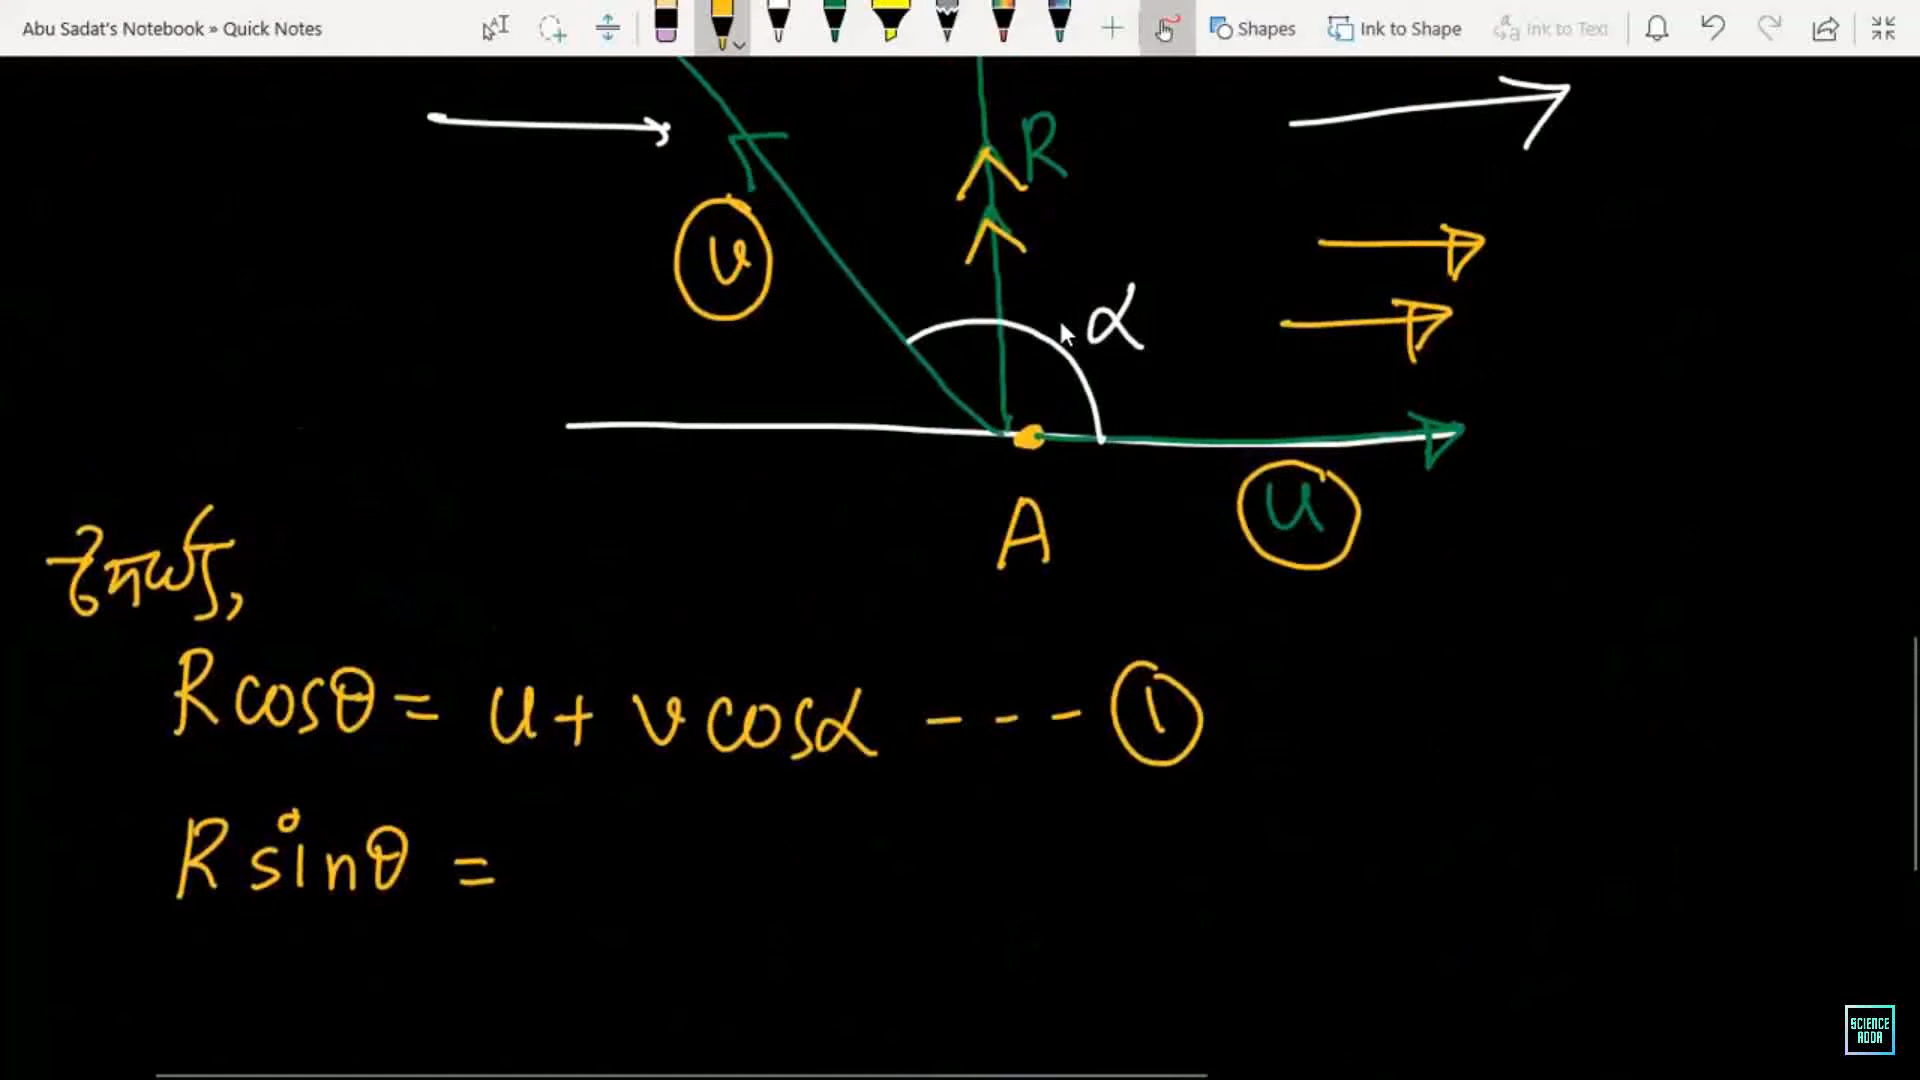 Abu Sadat's Notebook » Quick Notes
Shapes
Ink to Shape
Ink to Text
R
v
α
A
u
R cosθ = u + v cosα --- ①
R sinθ =
SCIENCE
ADDA